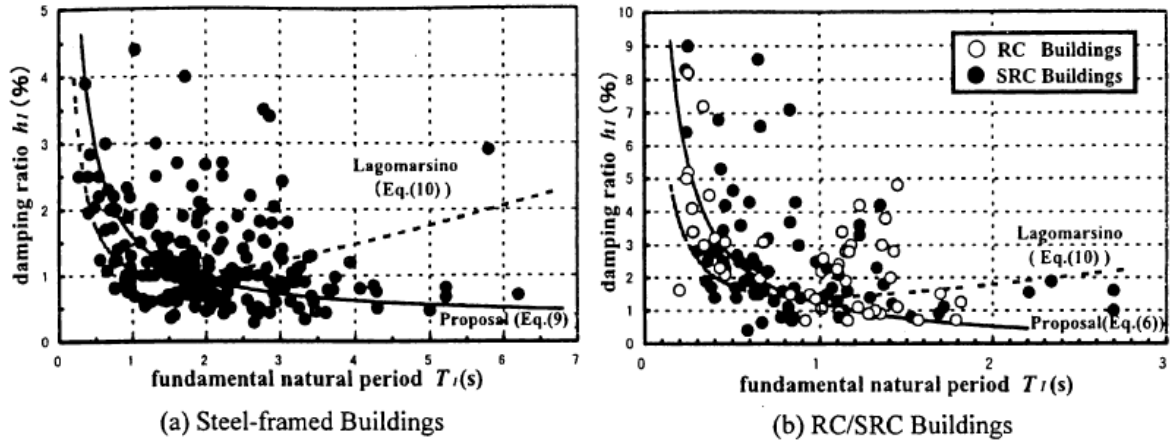 5
4
3
2
1
0
damping ratio h1 (%)
0 1 2 3 4 5 6 7
fundamental natural period T1(s)
Lagomarsino
(Eq.(10))
Proposal (Eq.(9)
(a) Steel-framed Buildings
10
9
8
7
6
5
4
3
2
1
0
damping ratio h1 (%)
0 1 2 3
fundamental natural period T1(s)
RC Buildings
SRC Buildings
Lagomarsino
(Eq.(10))
Proposal(Eq.(6))
(b) RC/SRC Buildings